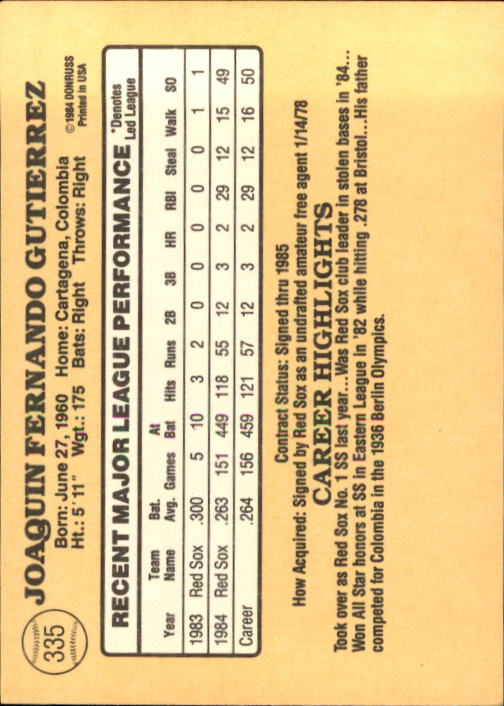 335
JOAQUIN FERNANDO GUTIERREZ
Born: June 27, 1960 Home: Cartagena, Colombia
Ht.: 5'11" Wgt.: 175 Bats: Right Throws: Right
©1984 DONRUSS
Printed in USA
RECENT MAJOR LEAGUE PERFORMANCE
*Denotes
Led League
Year Team Name Bat. Avg. Games At Bat Hits Runs 2B 3B HR RBI Steal Walk SO
1983 Red Sox .300 5 10 3 2 0 0 0 0 0 1 1
1984 Red Sox .263 151 449 118 55 12 3 2 29 12 15 49
Career .264 156 459 121 57 12 3 2 29 12 16 50
Contract Status: Signed thru 1985
How Acquired: Signed by Red Sox as an undrafted amateur free agent 1/14/78
CAREER HIGHLIGHTS
Took over as Red Sox No. 1 SS last year...Was Red Sox club leader in stolen bases in '84...
Won All Star honors at SS in Eastern League in '82 while hitting .278 at Bristol...His father
competed for Colombia in the 1936 Berlin Olympics.